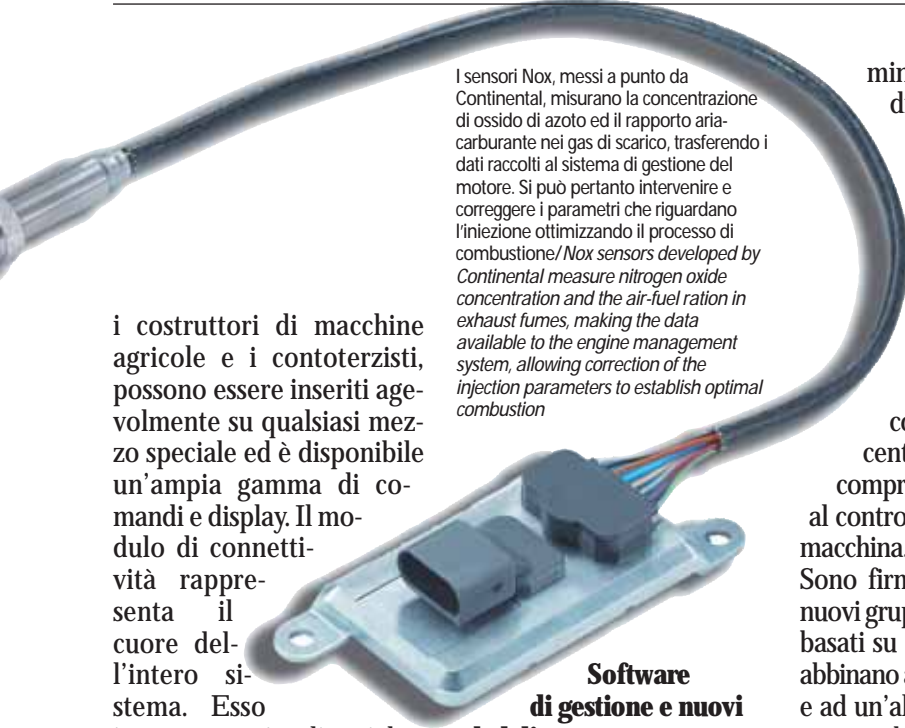 I sensori Nox, messi a punto da
Continental, misurano la concentrazione
di ossido di azoto ed il rapporto aria-
carburante nei gas di scarico, trasferendo i
dati raccolti al sistema di gestione del
motore. Si può pertanto intervenire e
correggere i parametri che riguardano
l'iniezione ottimizzando il processo di
combustione/Nox sensors developed by
Continental measure nitrogen oxide
concentration and the air-fuel ration in
exhaust fumes, making the data
available to the engine management
system, allowing correction of the
injection parameters to establish optimal
combustion
i costruttori di macchine
agricole e i contoterzisti,
possono essere inseriti age-
volmente su qualsiasi mez-
zo speciale ed è disponibile
un'ampia gamma di co-
mandi e display. Il mo-
dulo di connetti-
vità rappre-
senta il
cuore del-
l'intero si-
stema. Esso
Software
di gestione e nuovi
min
co
cent
compr
al contro
macchina.
Sono firm
nuovi grup
basati su
abbinano a
e ad un'al